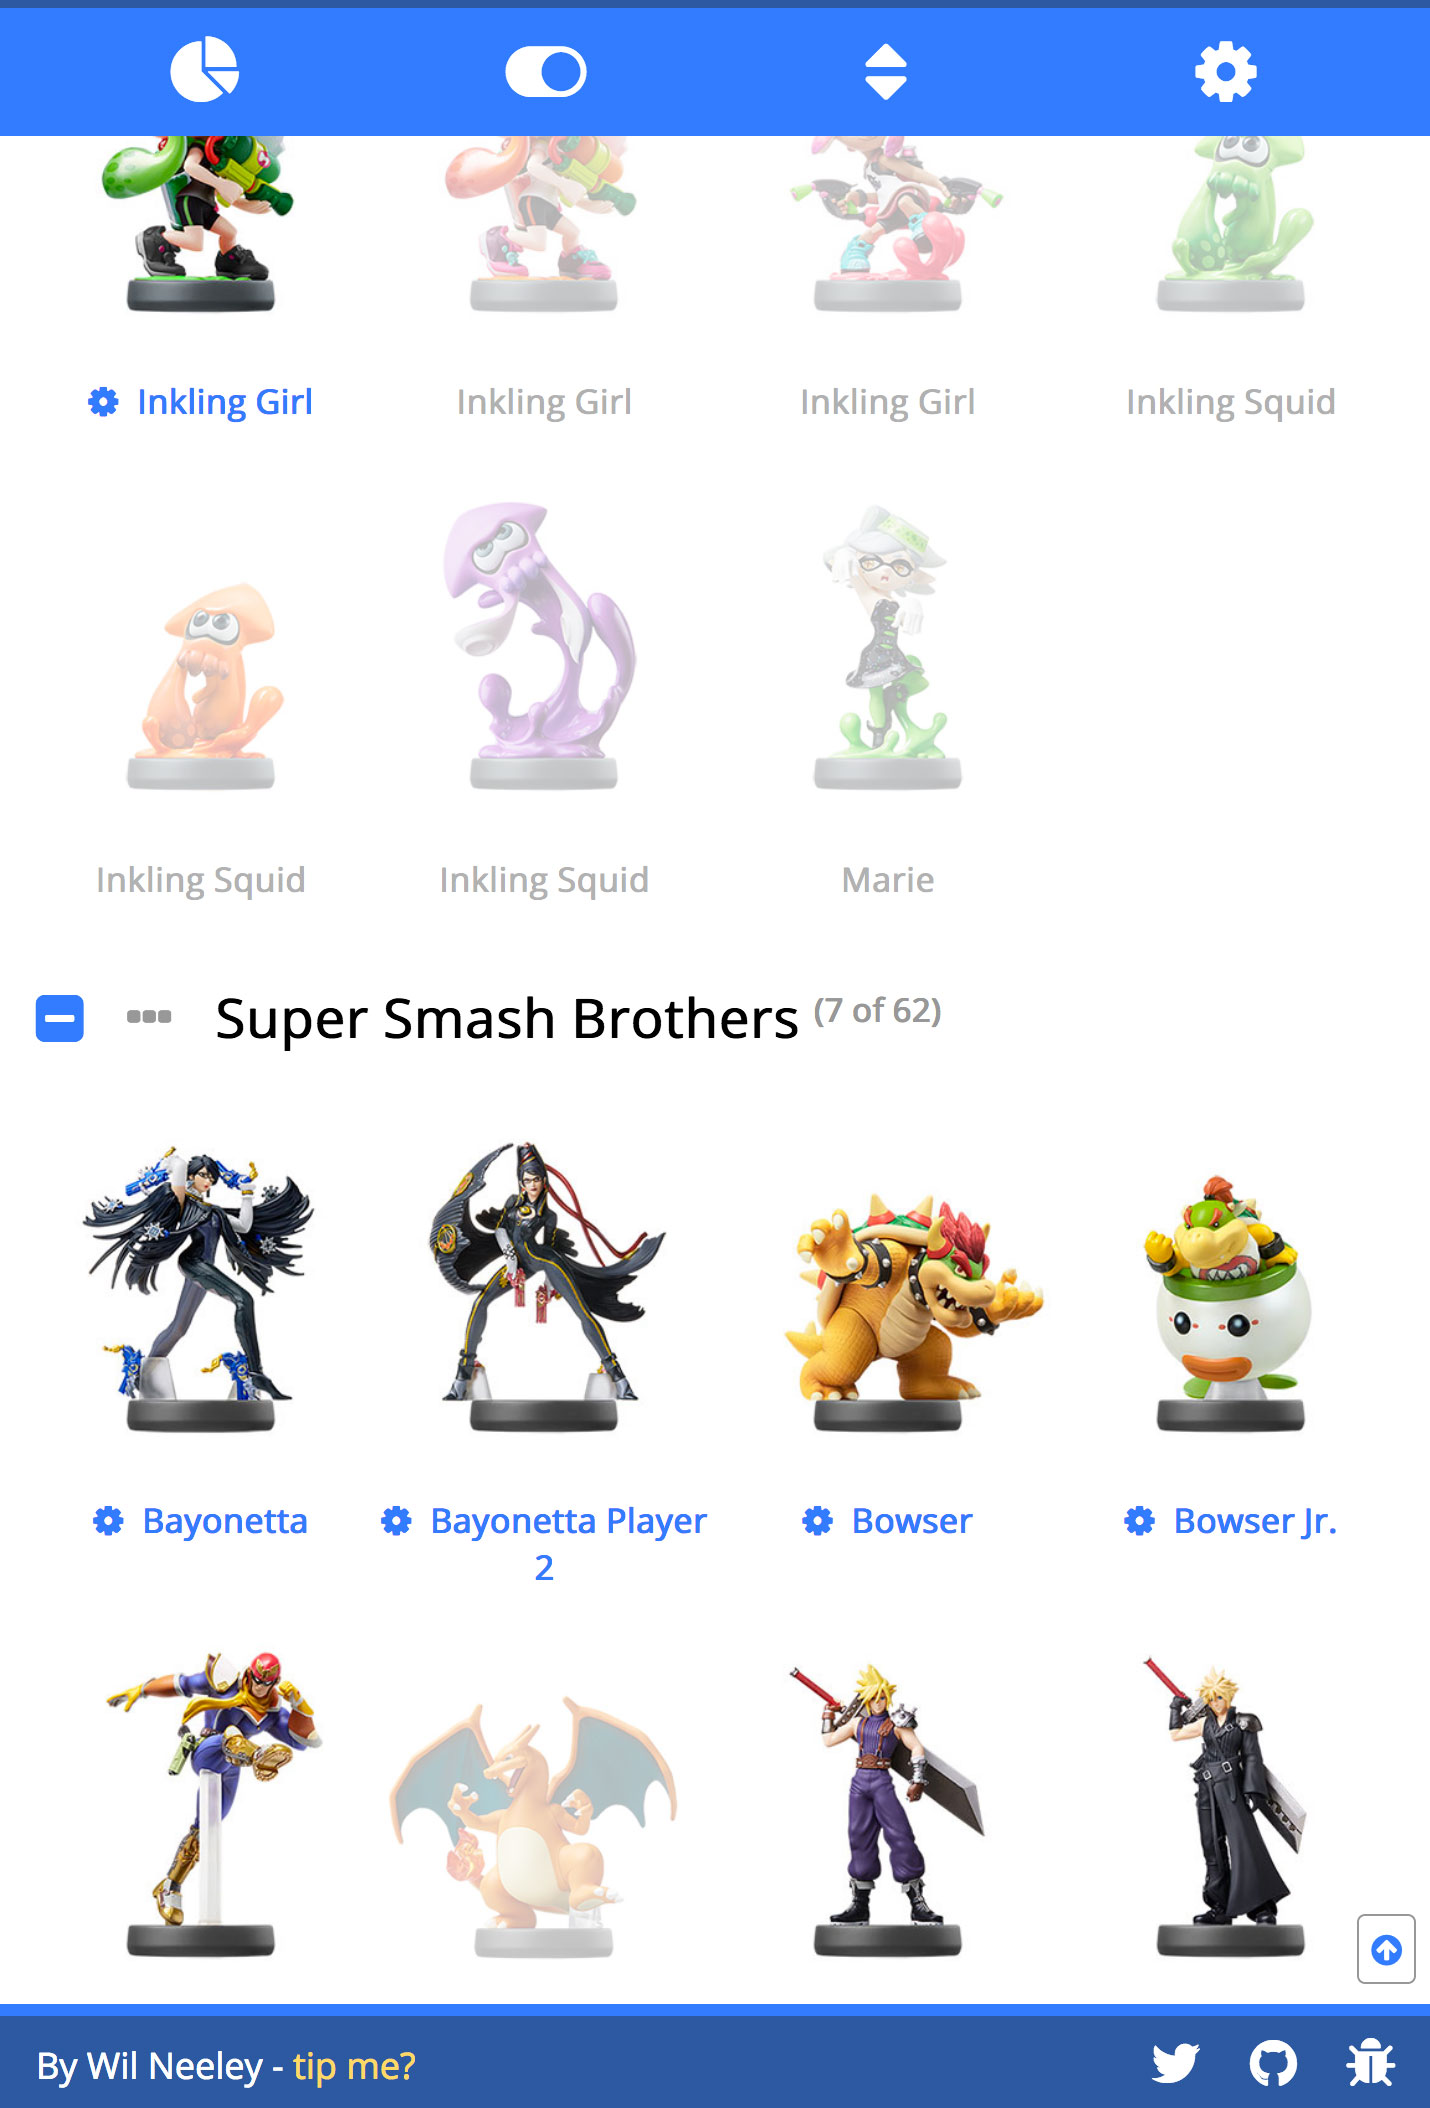 Inkling Girl
Inkling Girl
Inkling Girl
Inkling Squid
Inkling Squid
Inkling Squid
Marie
Super Smash Brothers (7 of 62)
Bayonetta
Bayonetta Player
2
Bowser
Bowser Jr.
By Wil Neeley - tip me?